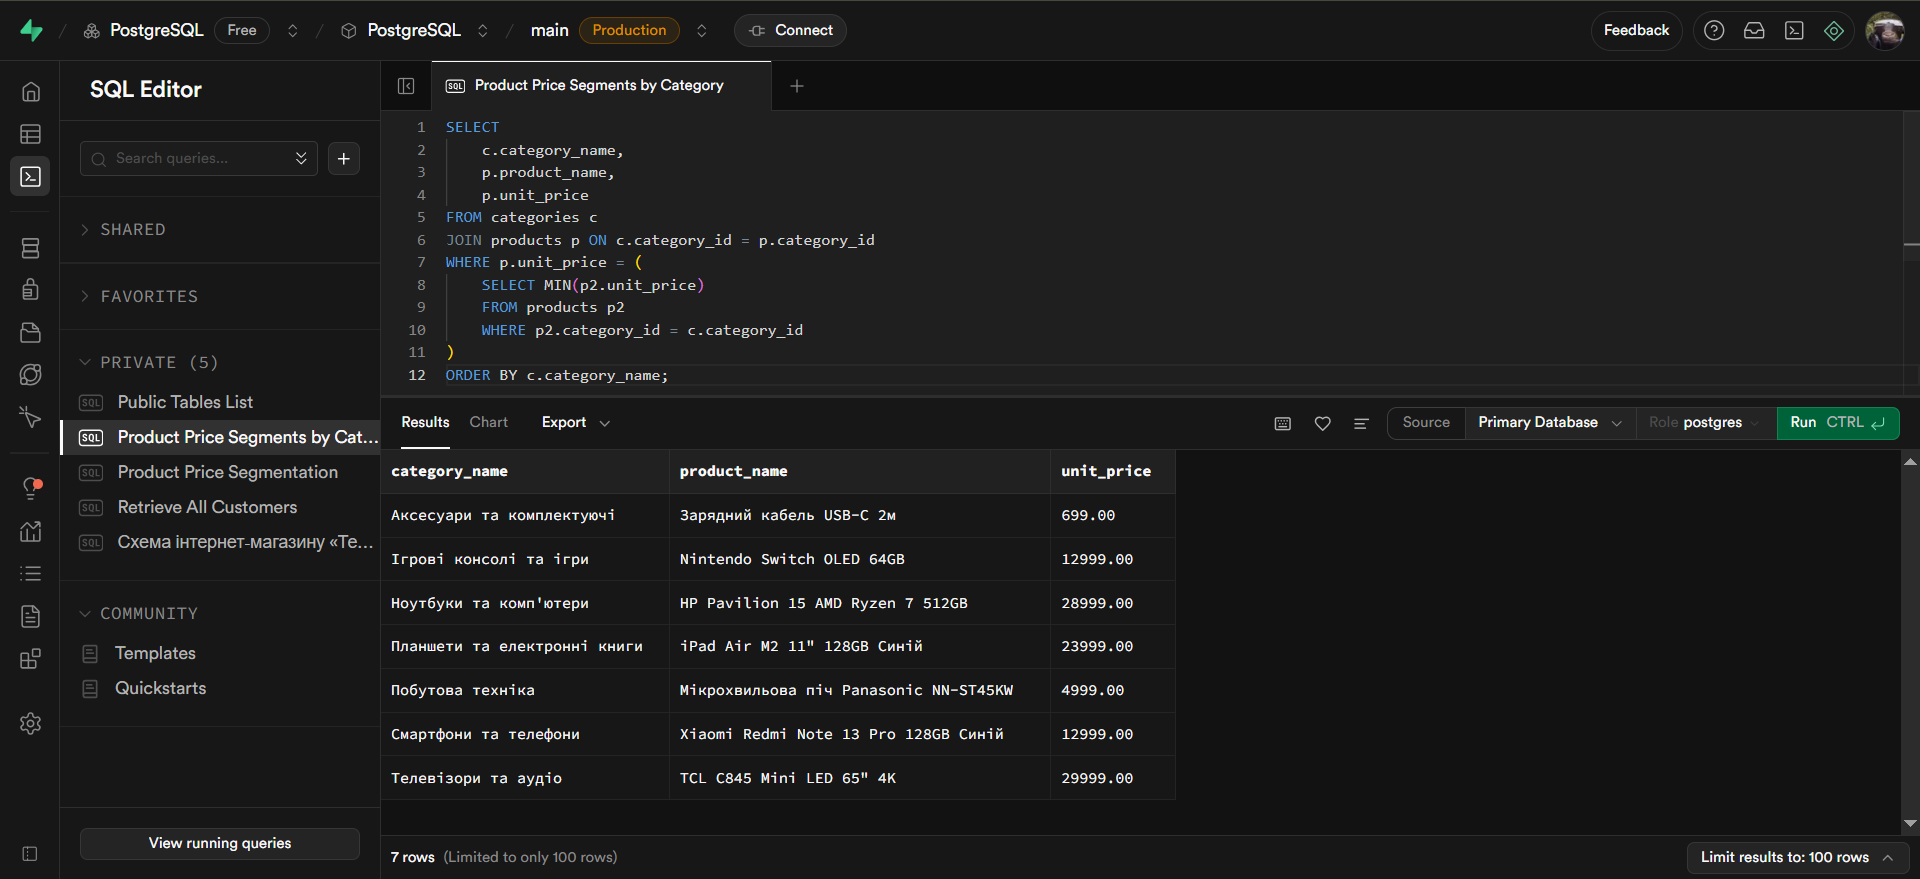 PostgreSQL Free PostgreSQL main Production Connect Feedback
SQL Editor
Search queries...
SHARED
FAVORITES
PRIVATE (5)
SQL Public Tables List
SQL Product Price Segments by Cat...
SQL Product Price Segmentation
SQL Retrieve All Customers
SQL Схема інтернет-магазину «Те...
COMMUNITY
Templates
Quickstarts
View running queries
SQL Product Price Segments by Category
1 SELECT
2 c.category_name,
3 p.product_name,
4 p.unit_price
5 FROM categories c
6 JOIN products p ON c.category_id = p.category_id
7 WHERE p.unit_price = (
8 SELECT MIN(p2.unit_price)
9 FROM products p2
10 WHERE p2.category_id = c.category_id
11 )
12 ORDER BY c.category_name;
Results Chart Export Source Primary Database Role postgres Run CTRL
category_name product_name unit_price
Аксесуари та комплектуючі Зарядний кабель USB-C 2м 699.00
Ігрові консолі та ігри Nintendo Switch OLED 64GB 12999.00
Ноутбуки та комп'ютери HP Pavilion 15 AMD Ryzen 7 512GB 28999.00
Планшети та електронні книги iPad Air M2 11" 128GB Синій 23999.00
Побутова техніка Мікрохвильова піч Panasonic NN-ST45KW 4999.00
Смартфони та телефони Xiaomi Redmi Note 13 Pro 128GB Синій 12999.00
Телевізори та аудіо TCL C845 Mini LED 65" 4K 29999.00
7 rows (Limited to only 100 rows) Limit results to: 100 rows